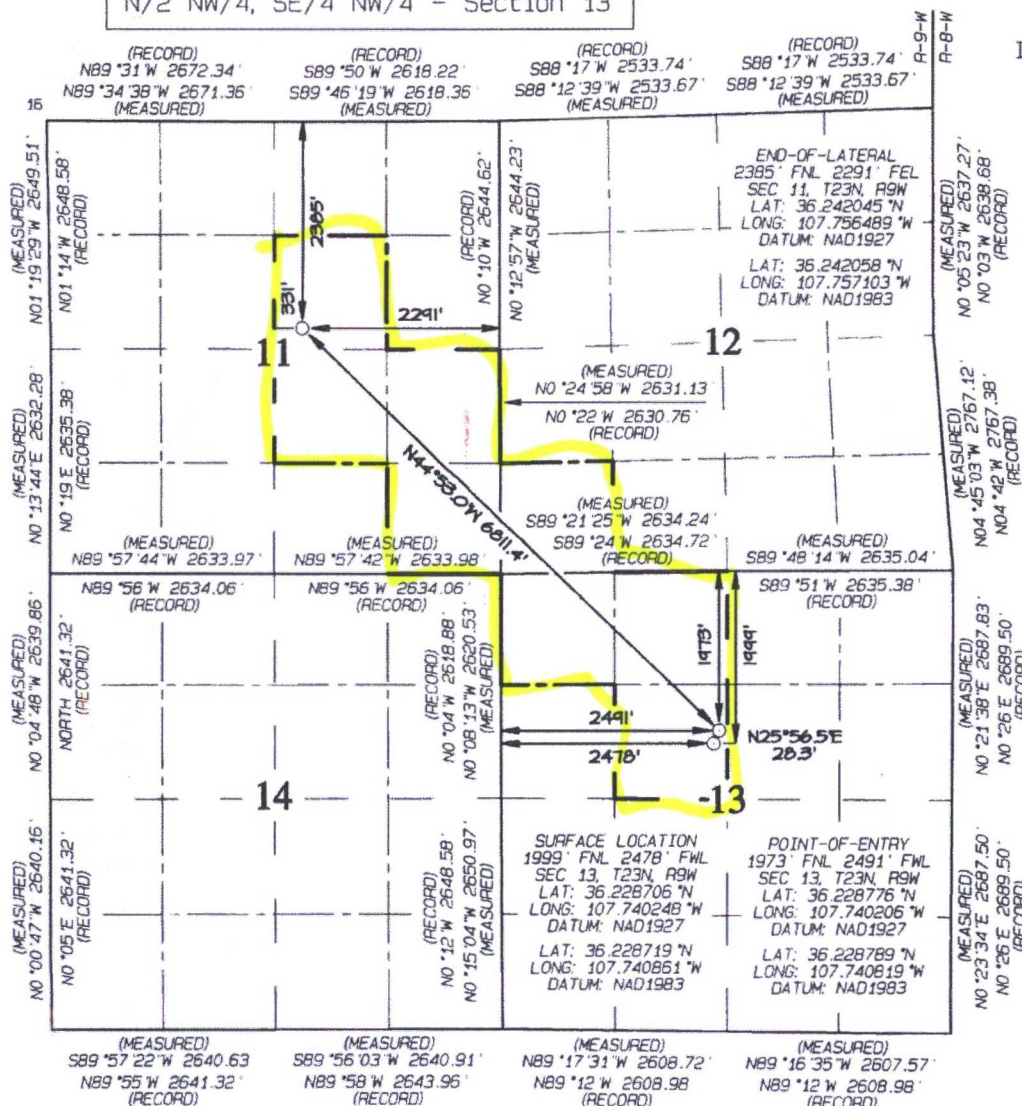 N/2 NW/4, SE/4 NW/4 - Section 13
R-9-W
R-8-W
(RECORD)
N89°31'W 2672.34'
N89°34'38"W 2671.36'
(MEASURED)
(RECORD)
S89°50'W 2618.22'
S89°46'19"W 2618.36'
(MEASURED)
(RECORD)
S88°17'W 2533.74'
S88°12'39"W 2533.67'
(MEASURED)
(RECORD)
S88°17'W 2533.74'
S88°12'39"W 2533.67'
(MEASURED)
16
(MEASURED)
N01°19'29"W 2649.51'
N01°14'W 2648.58'
(RECORD)
2385'
331'
2291'
11
(RECORD)
N0°10'W 2644.62'
N0°12'57"W 2644.23'
(MEASURED)
END-OF-LATERAL
2385' FNL 2291' FEL
SEC 11, T23N, R9W
LAT: 36.242045°N
LONG: 107.756489°W
DATUM: NAD1927
LAT: 36.242058°N
LONG: 107.757103°W
DATUM: NAD1983
(MEASURED)
N0°05'23"W 2637.27'
N0°03'W 2638.68'
(RECORD)
12
(MEASURED)
N0°24'58"W 2631.13'
N0°22'W 2630.76'
(RECORD)
(MEASURED)
N0°13'44"E 2632.28'
N0°19'E 2635.38'
(RECORD)
N44°53.0'W 6811.4'
(MEASURED)
N04°45'03"W 2767.12'
N04°42'W 2767.38'
(RECORD)
(MEASURED)
N89°57'44"W 2633.97'
N89°56'W 2634.06'
(RECORD)
(MEASURED)
N89°57'42"W 2633.98'
N89°56'W 2634.06'
(RECORD)
(MEASURED)
S89°21'25"W 2634.24'
S89°24'W 2634.72'
(RECORD)
(MEASURED)
S89°48'14"W 2635.04'
S89°51'W 2635.38'
(RECORD)
(MEASURED)
N0°04'48"W 2639.86'
NORTH 2641.32'
(RECORD)
(RECORD)
N0°04'W 2618.88'
N0°08'13"W 2620.53'
(MEASURED)
1973'
1999'
2491'
2478'
N25°56.5'E
28.3'
(MEASURED)
N0°21'38"E 2687.83'
N0°26'E 2689.50'
(RECORD)
14
13
(MEASURED)
N0°00'47"W 2640.16'
N0°05'E 2641.32'
(RECORD)
(RECORD)
N0°12'W 2648.58'
N0°15'04"W 2650.97'
(MEASURED)
SURFACE LOCATION
1999' FNL 2478' FWL
SEC 13, T23N, R9W
LAT: 36.228706°N
LONG: 107.740248°W
DATUM: NAD1927
LAT: 36.228719°N
LONG: 107.740861°W
DATUM: NAD1983
POINT-OF-ENTRY
1973' FNL 2491' FWL
SEC 13, T23N, R9W
LAT: 36.228776°N
LONG: 107.740206°W
DATUM: NAD1927
LAT: 36.228789°N
LONG: 107.740819°W
DATUM: NAD1983
(MEASURED)
N0°23'34"E 2687.50'
N0°26'E 2689.50'
(RECORD)
(MEASURED)
S89°57'22"W 2640.63'
N89°55'W 2641.32'
(RECORD)
(MEASURED)
S89°56'03"W 2640.91'
N89°58'W 2643.96'
(RECORD)
(MEASURED)
N89°17'31"W 2608.72'
N89°12'W 2608.98'
(RECORD)
(MEASURED)
N89°16'35"W 2607.57'
N89°12'W 2608.98'
(RECORD)